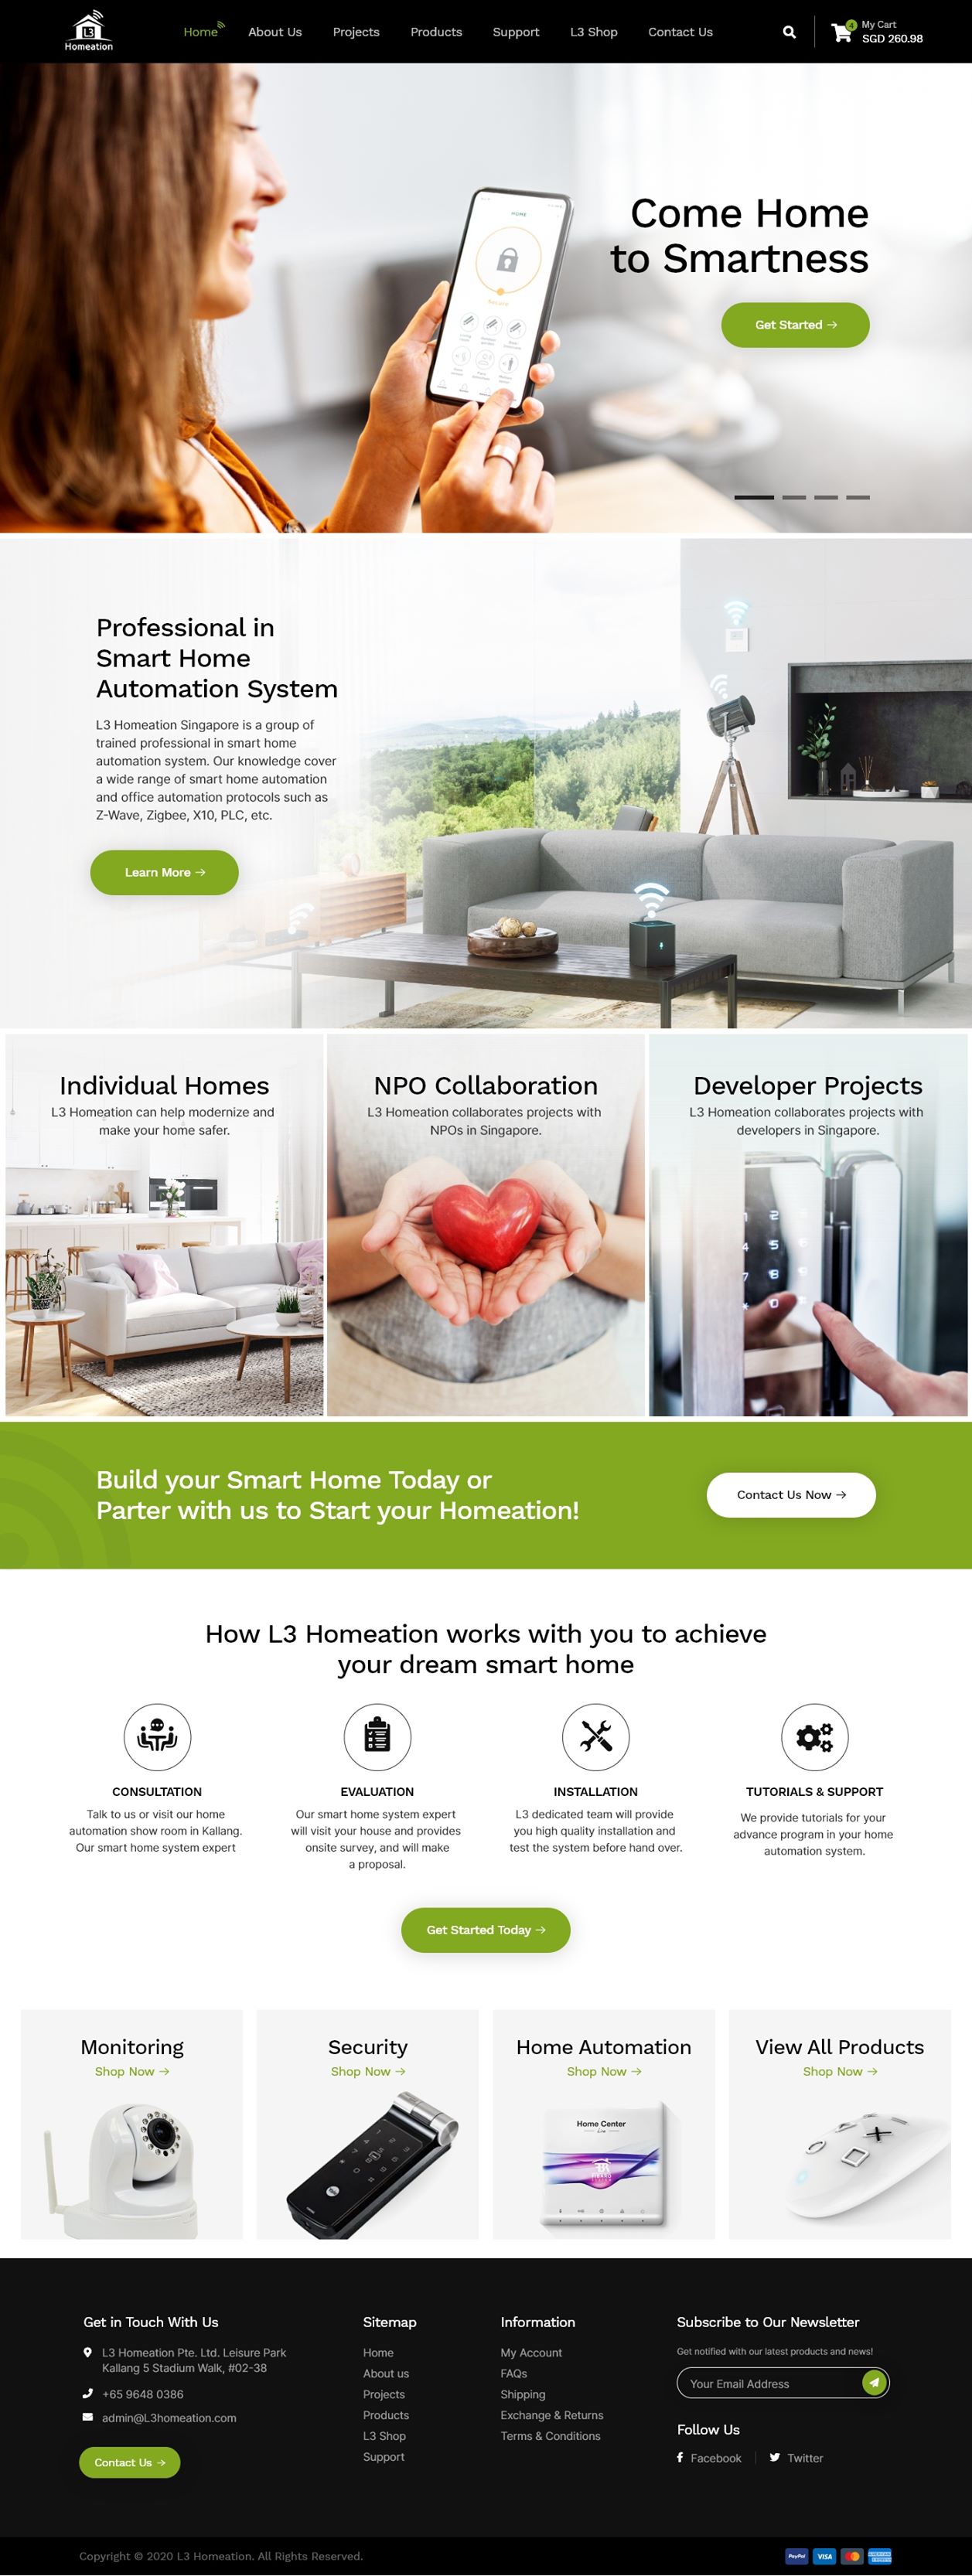 L3
Homeation
Home
About Us
Projects
Products
Support
L3 Shop
Contact Us
4
My Cart
SGD 260.98
HOME
Come Home
to Smartness
Get Started →
Professional in
Smart Home
Automation System
L3 Homeation Singapore is a group of
trained professional in smart home
automation system. Our knowledge cover
a wide range of smart home automation
and office automation protocols such as
Z-Wave, Zigbee, X10, PLC, etc.
Learn More →
Individual Homes
L3 Homeation can help modernize and
make your home safer.
NPO Collaboration
L3 Homeation collaborates projects with
NPOs in Singapore.
Developer Projects
L3 Homeation collaborates projects with
developers in Singapore.
Build your Smart Home Today or
Parter with us to Start your Homeation!
Contact Us Now →
How L3 Homeation works with you to achieve
your dream smart home
CONSULTATION
Talk to us or visit our home
automation show room in Kallang.
Our smart home system expert
EVALUATION
Our smart home system expert
will visit your house and provides
onsite survey, and will make
a proposal.
INSTALLATION
L3 dedicated team will provide
you high quality installation and
test the system before hand over.
TUTORIALS & SUPPORT
We provide tutorials for your
advance program in your home
automation system.
Get Started Today →
Monitoring
Shop Now →
Security
Shop Now →
Home Automation
Shop Now →
Home Center
Lite
View All Products
Shop Now →
Get in Touch With Us
L3 Homeation Pte. Ltd. Leisure Park
Kallang 5 Stadium Walk, #02-38
+65 9648 0386
admin@L3homeation.com
Contact Us →
Sitemap
Home
About us
Projects
Products
L3 Shop
Support
Information
My Account
FAQs
Shipping
Exchange & Returns
Terms & Conditions
Subscribe to Our Newsletter
Get notified with our latest products and news!
Your Email Address
Follow Us
Facebook
Twitter
Copyright © 2020 L3 Homeation. All Rights Reserved.
PayPal
VISA